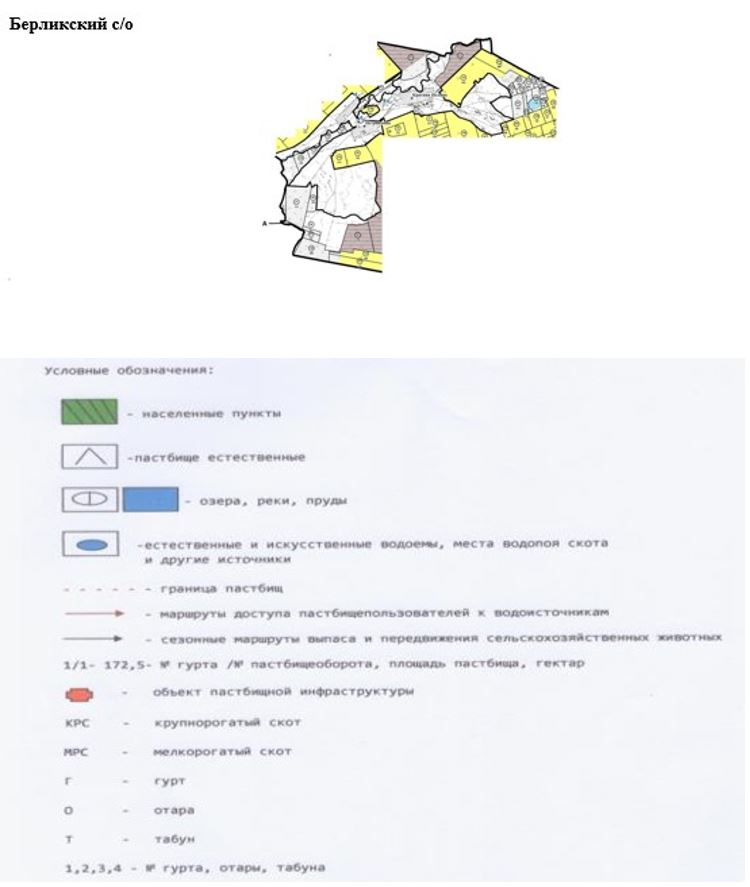 Берликский с/о
А
Условные обозначения:
- населенные пункты
-пастбище естественные
- озера, реки, пруды
-естественные и искусственные водоемы, места водопоя скота
и другие источники
- граница пастбищ
- маршруты доступа пастбищепользователей к водоисточникам
- сезонные маршруты выпаса и передвижения сельскохозяйственных животных
1/1- 172,5- № гурта /№ пастбищеоборота, площадь пастбища, гектар
- объект пастбищной инфраструктуры
КРС - крупнорогатый скот
МРС - мелкорогатый скот
Г - гурт
О - отара
Т - табун
1,2,3,4 - № гурта, отары, табуна